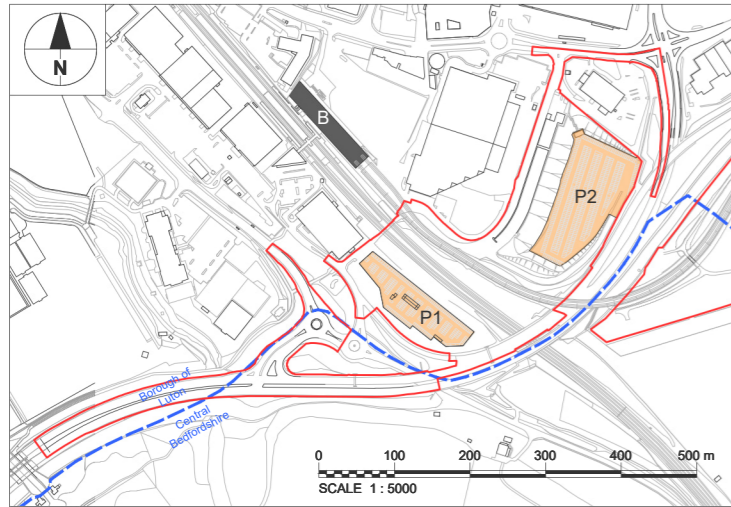 N
B
P2
P1
Borough of
Luton
Central
Bedfordshire
0 100 200 300 400 500 m
SCALE 1 : 5000